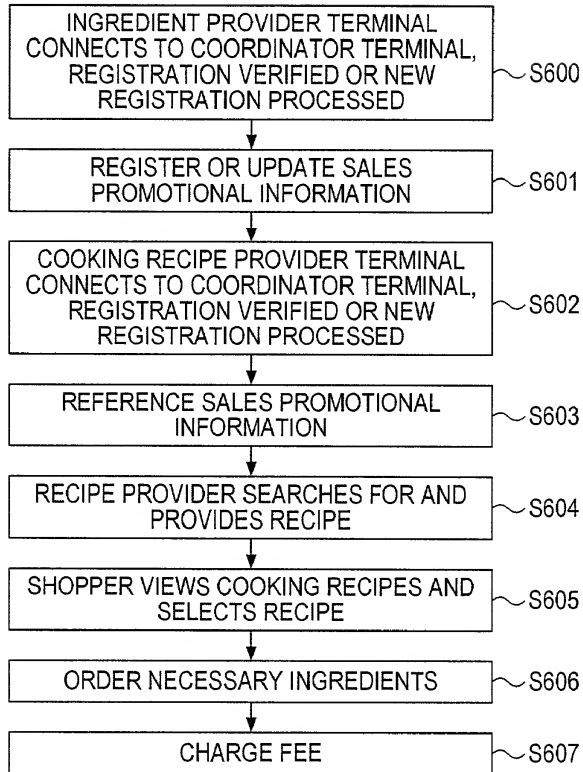 INGREDIENT PROVIDER TERMINAL
CONNECTS TO COORDINATOR TERMINAL,
REGISTRATION VERIFIED OR NEW
REGISTRATION PROCESSED
S600
REGISTER OR UPDATE SALES
PROMOTIONAL INFORMATION
S601
COOKING RECIPE PROVIDER TERMINAL
CONNECTS TO COORDINATOR TERMINAL,
REGISTRATION VERIFIED OR NEW
REGISTRATION PROCESSED
S602
REFERENCE SALES PROMOTIONAL
INFORMATION
S603
RECIPE PROVIDER SEARCHES FOR AND
PROVIDES RECIPE
S604
SHOPPER VIEWS COOKING RECIPES AND
SELECTS RECIPE
S605
ORDER NECESSARY INGREDIENTS
S606
CHARGE FEE
S607